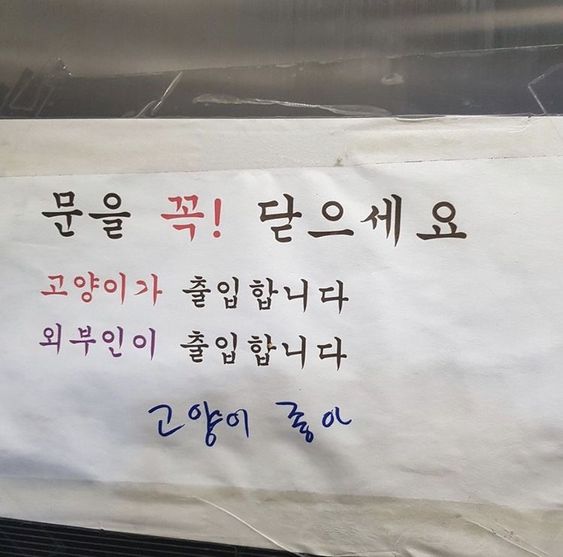 문을 꼭! 닫으세요
고양이가 출입합니다
외부인이 출입합니다
고양이 좋아